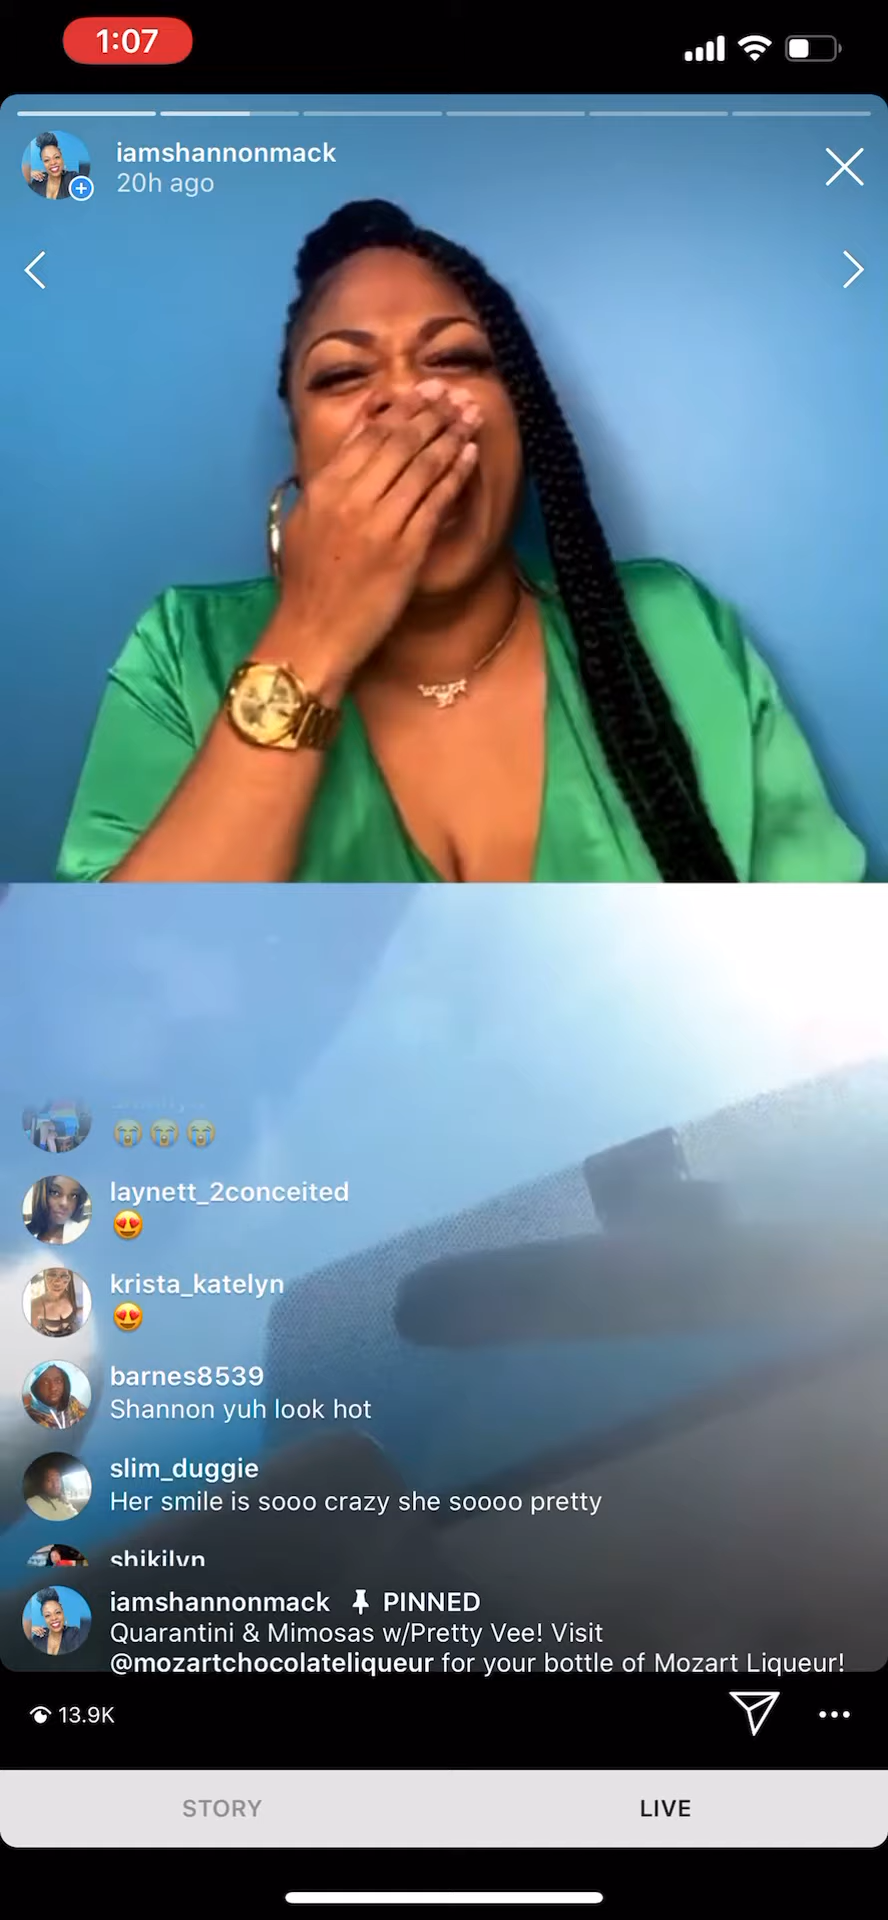 1:07
iamshannonmack
20h ago
😭😭😭
laynett_2conceited
😍
krista_katelyn
😍
barnes8539
Shannon yuh look hot
slim_duggie
Her smile is sooo crazy she soooo pretty
shikilyn
iamshannonmack PINNED
Quarantini & Mimosas w/Pretty Vee! Visit
@mozartchocolateliqueur for your bottle of Mozart Liqueur!
13.9K
STORY LIVE